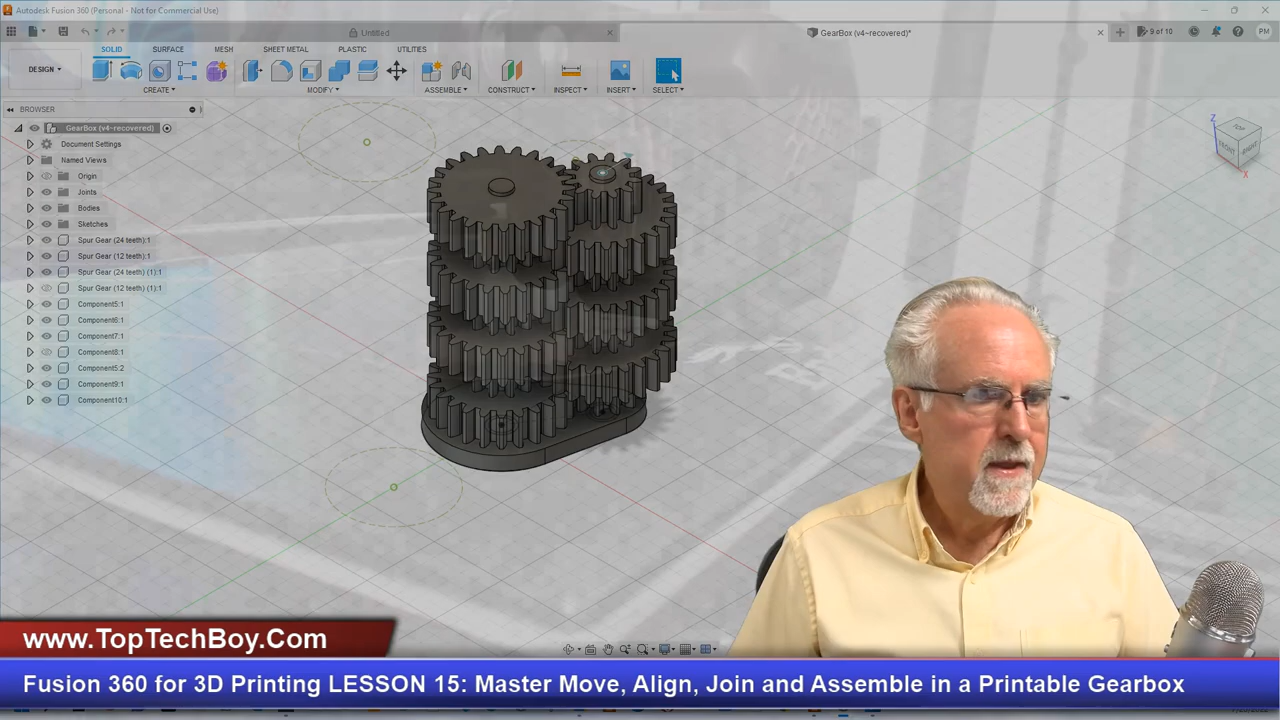 Autodesk Fusion 360 (Personal - Not for Commercial Use)
Untitled
GearBox (v4~recovered)*
9 of 10
PM
SOLID SURFACE MESH SHEET METAL PLASTIC UTILITIES
DESIGN
CREATE MODIFY ASSEMBLE CONSTRUCT INSPECT INSERT SELECT
BROWSER
GearBox (v4~recovered)
Document Settings
Named Views
Origin
Joints
Bodies
Sketches
Spur Gear (24 teeth):1
Spur Gear (12 teeth):1
Spur Gear (24 teeth) (1):1
Spur Gear (12 teeth) (1):1
Component5:1
Component6:1
Component7:1
Component8:1
Component5:2
Component9:1
Component10:1
Z
TOP
FRONT
RIGHT
X
www.TopTechBoy.Com
Fusion 360 for 3D Printing LESSON 15: Master Move, Align, Join and Assemble in a Printable Gearbox